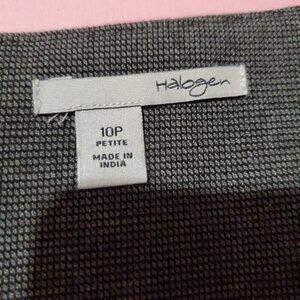 Halogen
10P
PETITE
MADE IN
INDIA